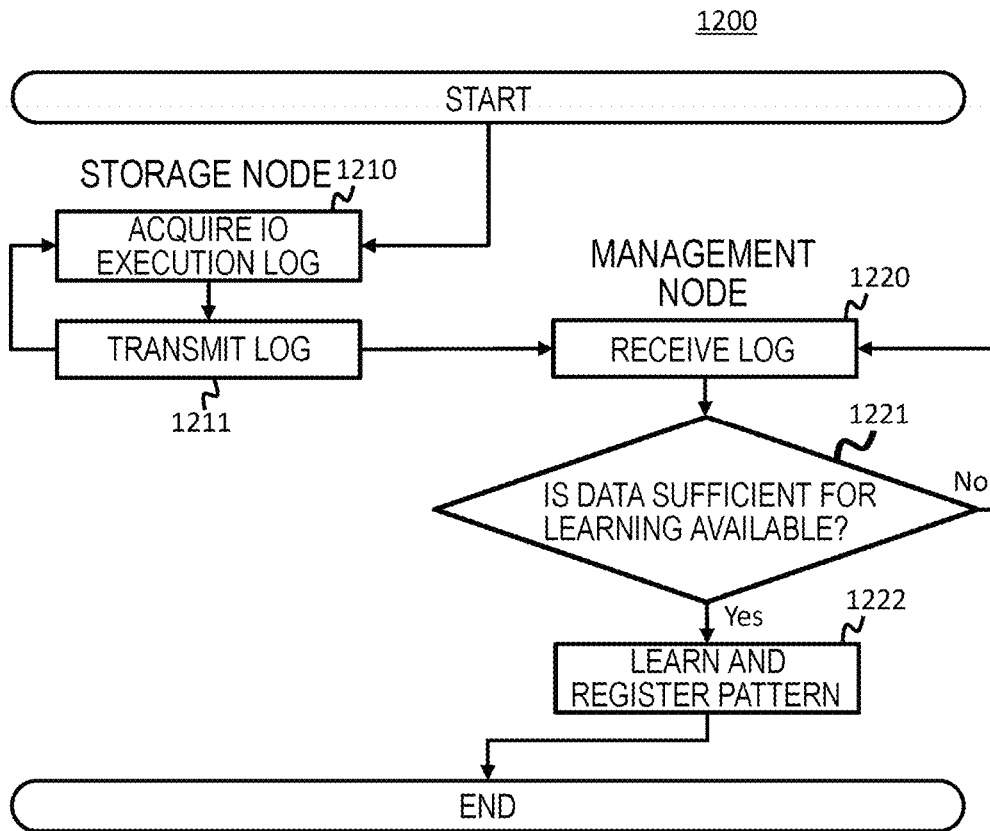 1200
START
STORAGE NODE
1210
ACQUIRE IO
EXECUTION LOG
TRANSMIT LOG
1211
MANAGEMENT
NODE
1220
RECEIVE LOG
1221
IS DATA SUFFICIENT FOR
LEARNING AVAILABLE?
No
Yes
1222
LEARN AND
REGISTER PATTERN
END